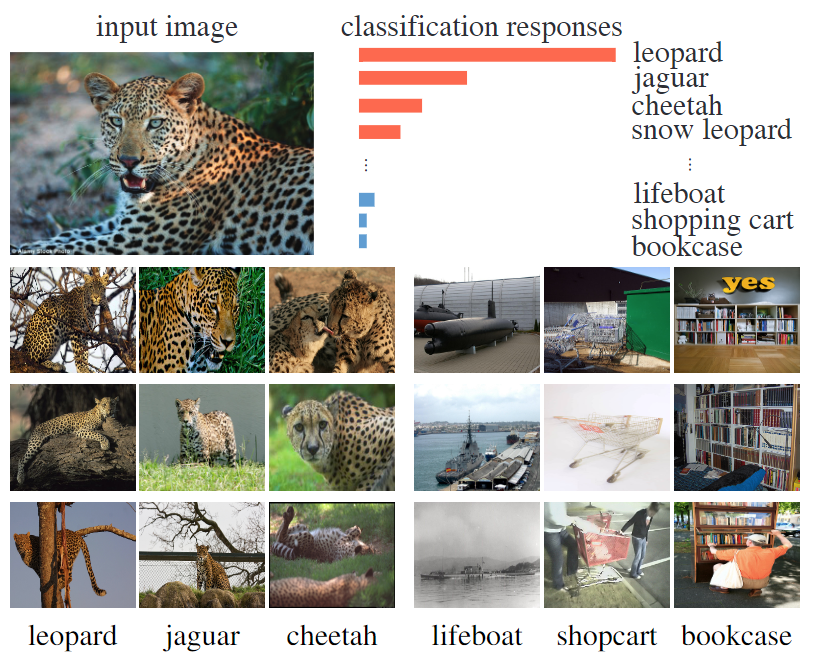 input image
classification responses
leopard
jaguar
cheetah
snow leopard
lifeboat
shopping cart
bookcase
© Alamy Stock Photo
yes
leopard
jaguar
cheetah
lifeboat
shopcart
bookcase